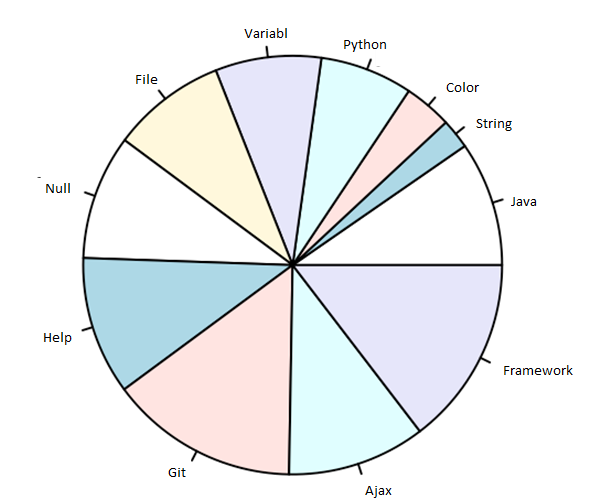 Variabl
Python
File
Color
String
Null
Java
Help
Framework
Git
Ajax